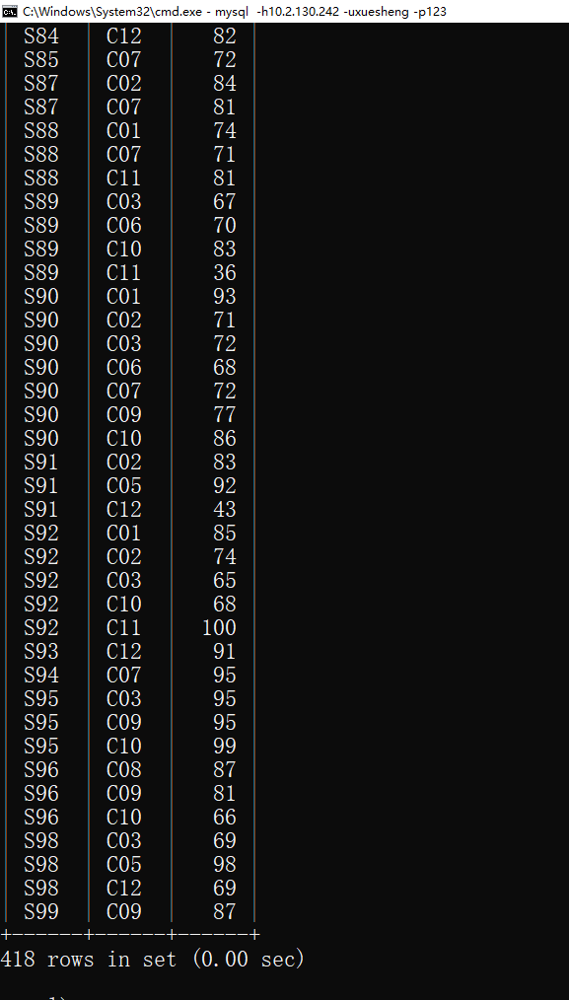 C:\Windows\System32\cmd.exe - mysql -h10.2.130.242 -uxuesheng -p123
| S84 | C12 | 82 |
| S85 | C07 | 72 |
| S87 | C02 | 84 |
| S87 | C07 | 81 |
| S88 | C01 | 74 |
| S88 | C07 | 71 |
| S88 | C11 | 81 |
| S89 | C03 | 67 |
| S89 | C06 | 70 |
| S89 | C10 | 83 |
| S89 | C11 | 36 |
| S90 | C01 | 93 |
| S90 | C02 | 71 |
| S90 | C03 | 72 |
| S90 | C06 | 68 |
| S90 | C07 | 72 |
| S90 | C09 | 77 |
| S90 | C10 | 86 |
| S91 | C02 | 83 |
| S91 | C05 | 92 |
| S91 | C12 | 43 |
| S92 | C01 | 85 |
| S92 | C02 | 74 |
| S92 | C03 | 65 |
| S92 | C10 | 68 |
| S92 | C11 | 100 |
| S93 | C12 | 91 |
| S94 | C07 | 95 |
| S95 | C03 | 95 |
| S95 | C09 | 95 |
| S95 | C10 | 99 |
| S96 | C08 | 87 |
| S96 | C09 | 81 |
| S96 | C10 | 66 |
| S98 | C03 | 69 |
| S98 | C05 | 98 |
| S98 | C12 | 69 |
| S99 | C09 | 87 |
+------+------+------+
418 rows in set (0.00 sec)